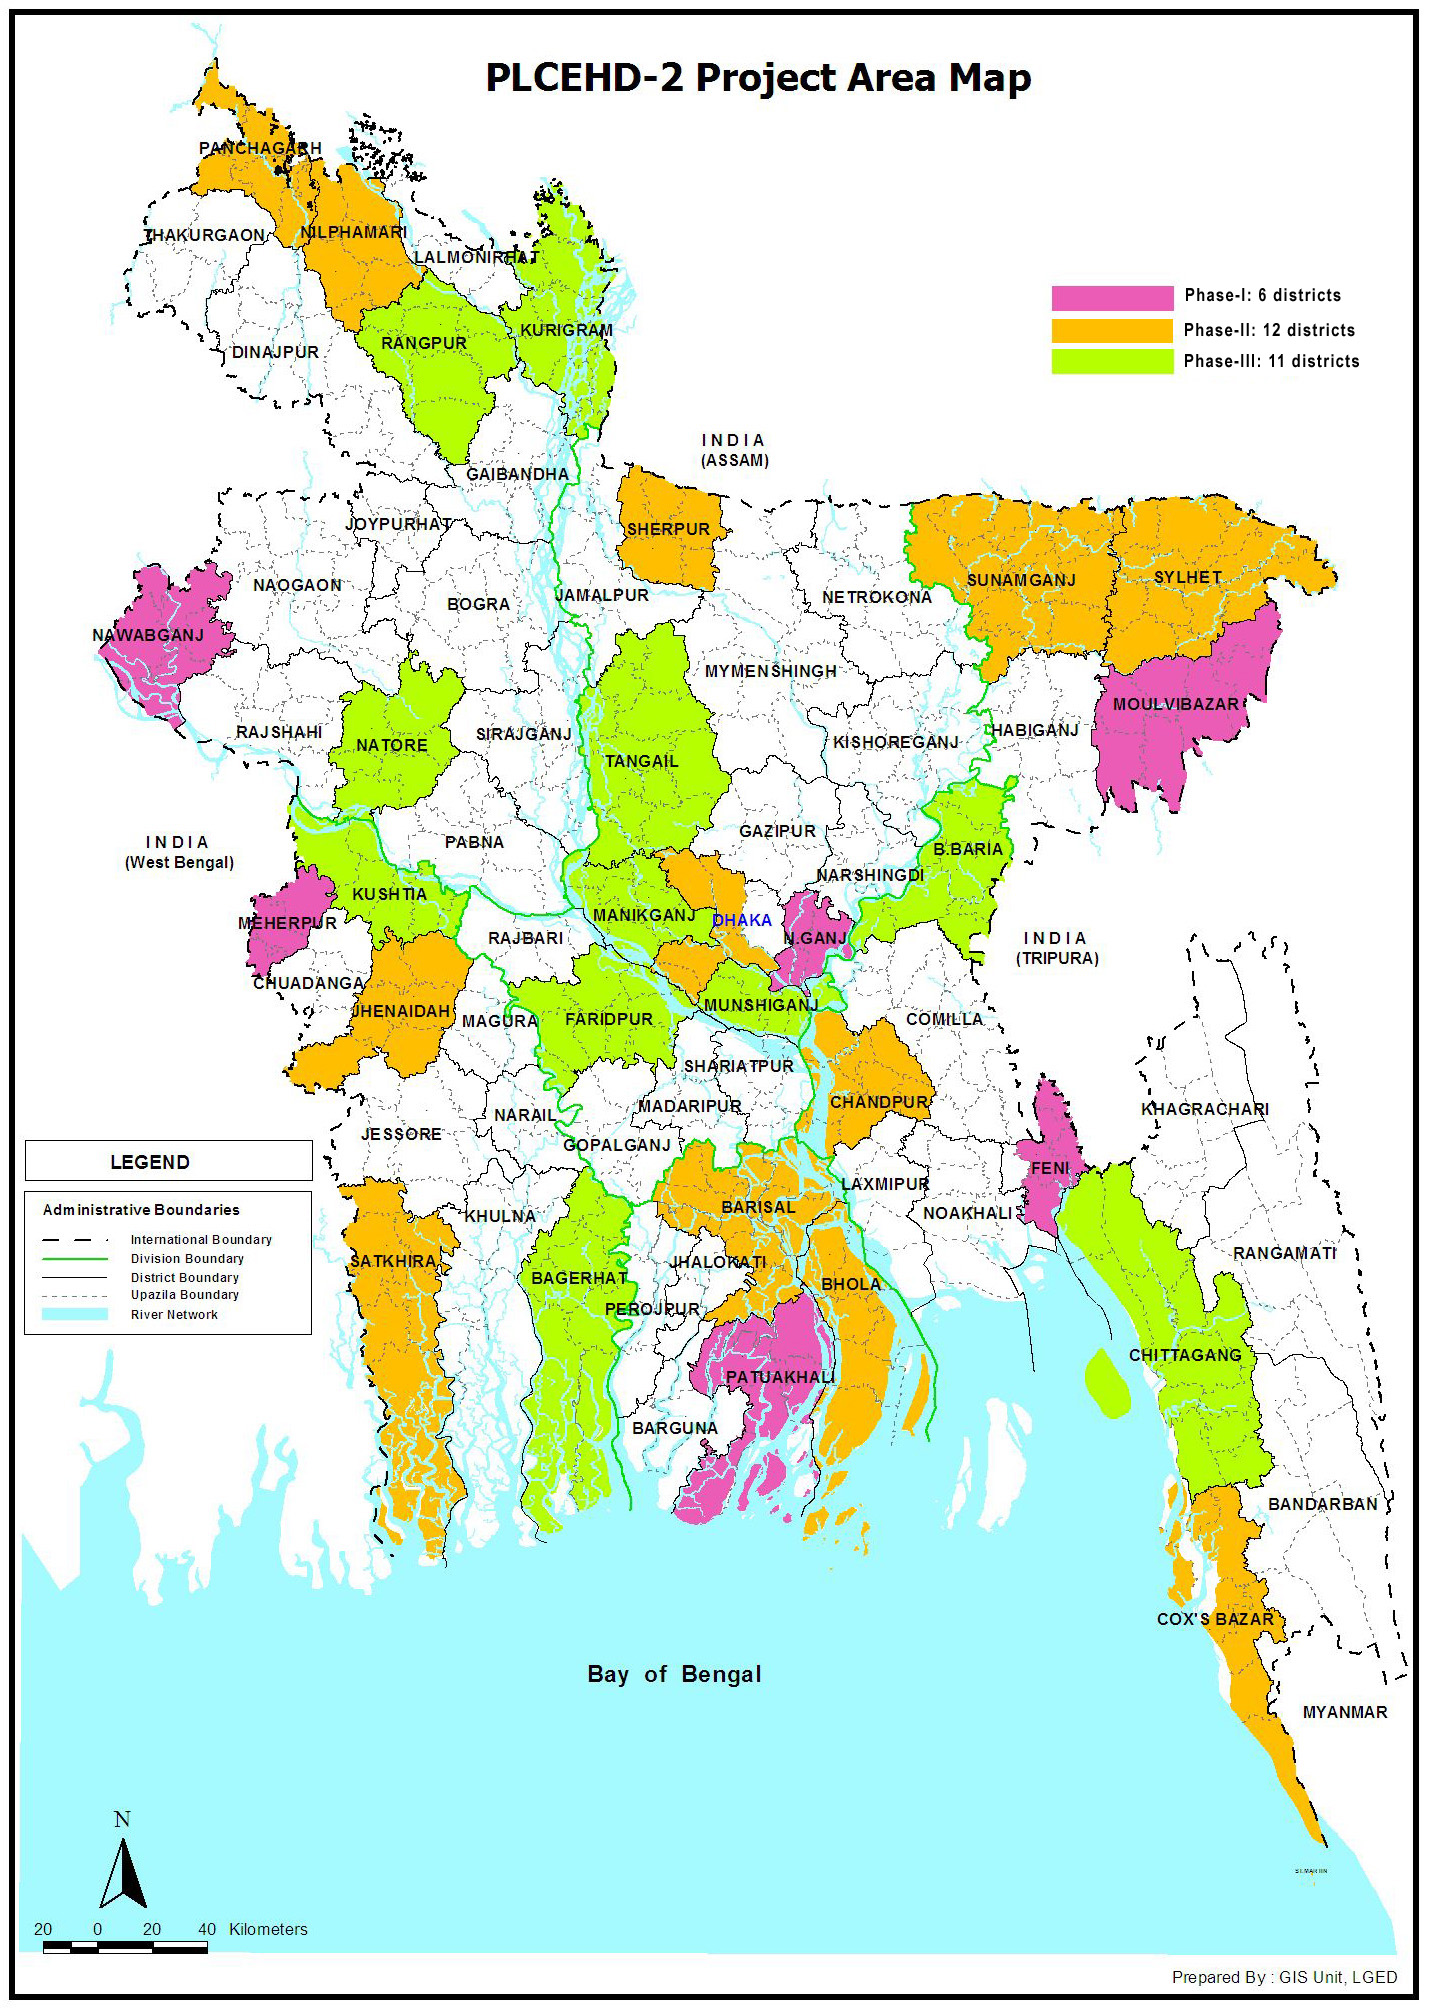 PLCEHD-2 Project Area Map
PANCHAGARH
THAKURGAON
NILPHAMARI
LALMONIRHAT
Phase-I: 6 districts
Phase-II: 12 districts
Phase-III: 11 districts
KURIGRAM
RANGPUR
DINAJPUR
INDIA
(ASSAM)
GAIBANDHA
JOYPURHAT
SHERPUR
SUNAMGANJ
SYLHET
NAOGAON
BOGRA
JAMALPUR
NETROKONA
NAWABGANJ
MYMENSHINGH
MOULVIBAZAR
RAJSHAHI
NATORE
SIRAJGANJ
TANGAIL
KISHOREGANJ
HABIGANJ
INDIA
(West Bengal)
PABNA
GAZIPUR
B.BARIA
NARSHINGDI
KUSHTIA
MEHERPUR
MANIKGANJ
DHAKA
N.GANJ
RAJBARI
INDIA
(TRIPURA)
CHUADANGA
JHENAIDAH
MAGURA
FARIDPUR
MUNSHIGANJ
COMILLA
SHARIATPUR
MADARIPUR
CHANDPUR
KHAGRACHARI
NARAIL
JESSORE
GOPALGANJ
FENI
LAXMIPUR
BARISAL
NOAKHALI
KHULNA
RANGAMATI
SATKHIRA
JHALOKATI
BAGERHAT
BHOLA
PEROJPUR
CHITTAGANG
PATUAKHALI
BARGUNA
BANDARBAN
COX'S BAZAR
MYANMAR
Bay of Bengal
ST.MARTIN
LEGEND
Administrative Boundaries
International Boundary
Division Boundary
District Boundary
Upazila Boundary
River Network
N
20 0 20 40 Kilometers
Prepared By : GIS Unit, LGED